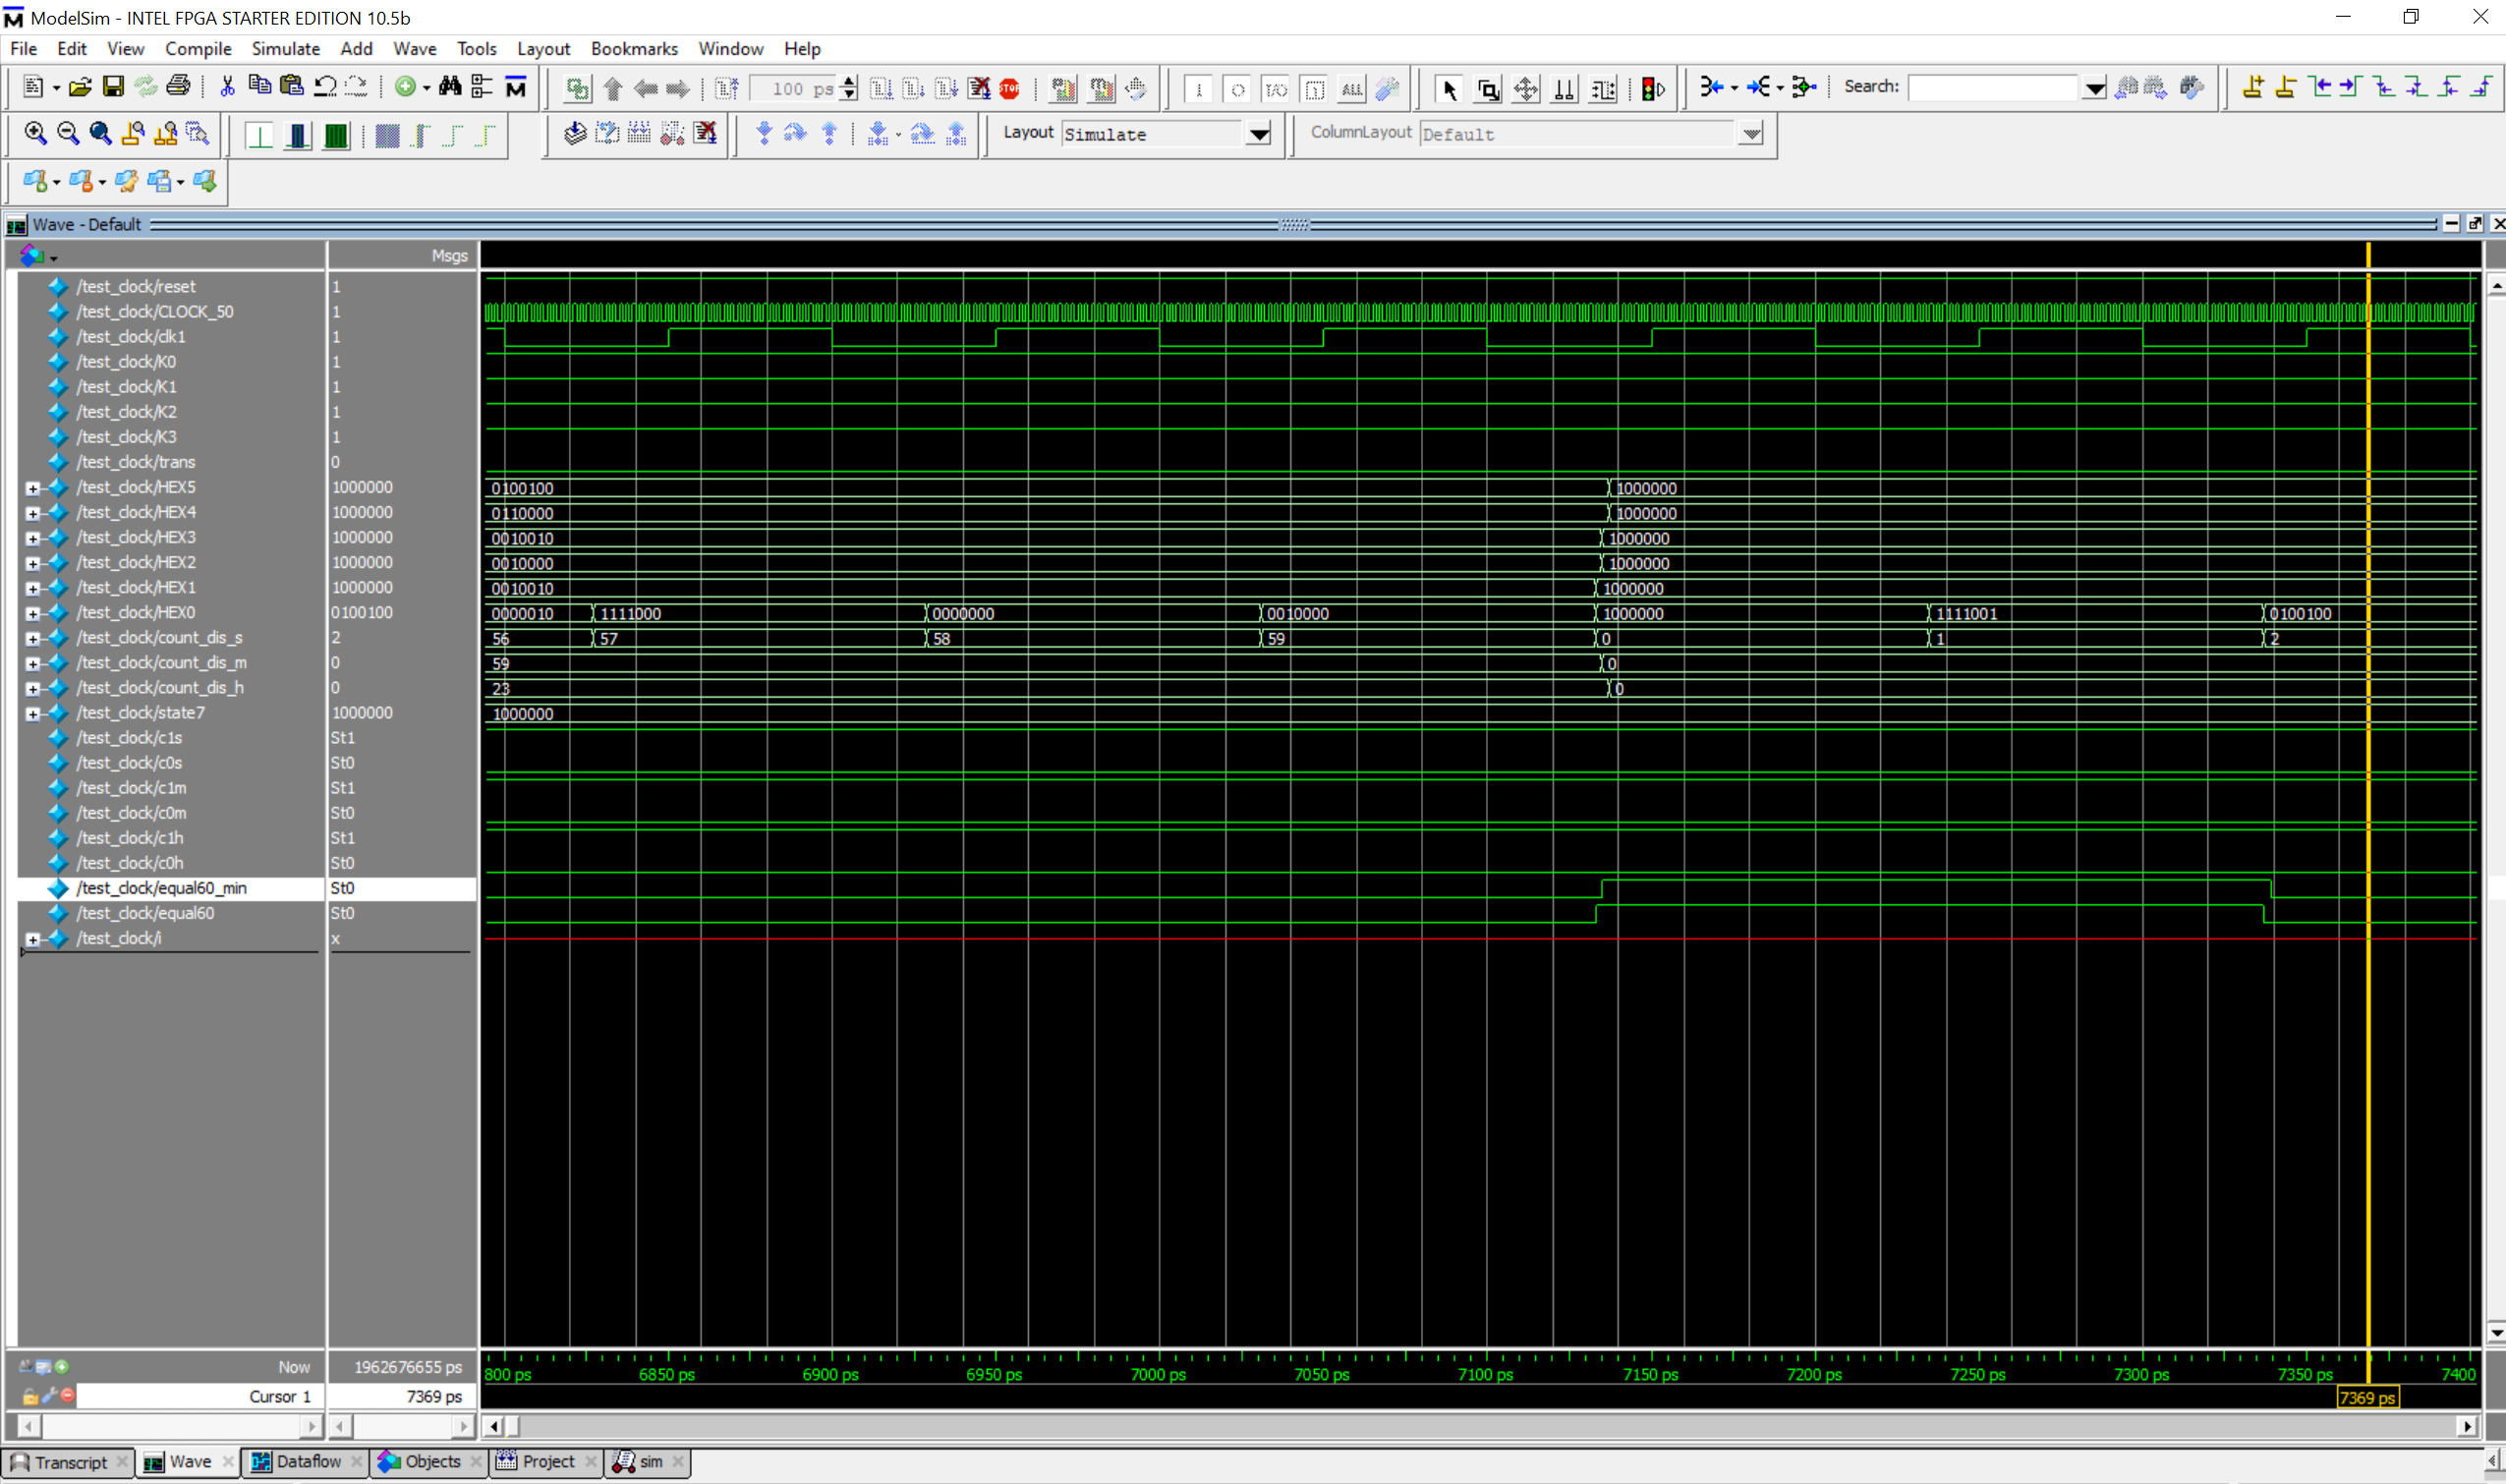 ModelSim - INTEL FPGA STARTER EDITION 10.5b
File Edit View Compile Simulate Add Wave Tools Layout Bookmarks Window Help
100 ps
Search:
Layout Simulate
ColumnLayout Default
Wave - Default
Msgs
/test_clock/reset 1
/test_clock/CLOCK_50 1
/test_clock/clk1 1
/test_clock/K0 1
/test_clock/K1 1
/test_clock/K2 1
/test_clock/K3 1
/test_clock/trans 0
/test_clock/HEX5 1000000 0100100 1000000
/test_clock/HEX4 1000000 0110000 1000000
/test_clock/HEX3 1000000 0010010 1000000
/test_clock/HEX2 1000000 0010000 1000000
/test_clock/HEX1 1000000 0010010 1000000
/test_clock/HEX0 0100100 0000010 1111000 0000000 0010000 1000000 1111001 0100100
/test_clock/count_dis_s 2 56 57 58 59 0 1 2
/test_clock/count_dis_m 0 59 0
/test_clock/count_dis_h 0 23 0
/test_clock/state7 1000000 1000000
/test_clock/c1s St1
/test_clock/c0s St0
/test_clock/c1m St1
/test_clock/c0m St0
/test_clock/c1h St1
/test_clock/c0h St0
/test_clock/equal60_min St0
/test_clock/equal60 St0
/test_clock/i x
Now 1962676655 ps 800 ps 6850 ps 6900 ps 6950 ps 7000 ps 7050 ps 7100 ps 7150 ps 7200 ps 7250 ps 7300 ps 7350 ps 7400
Cursor 1 7369 ps 7369 ps
Transcript Wave Dataflow Objects Project sim